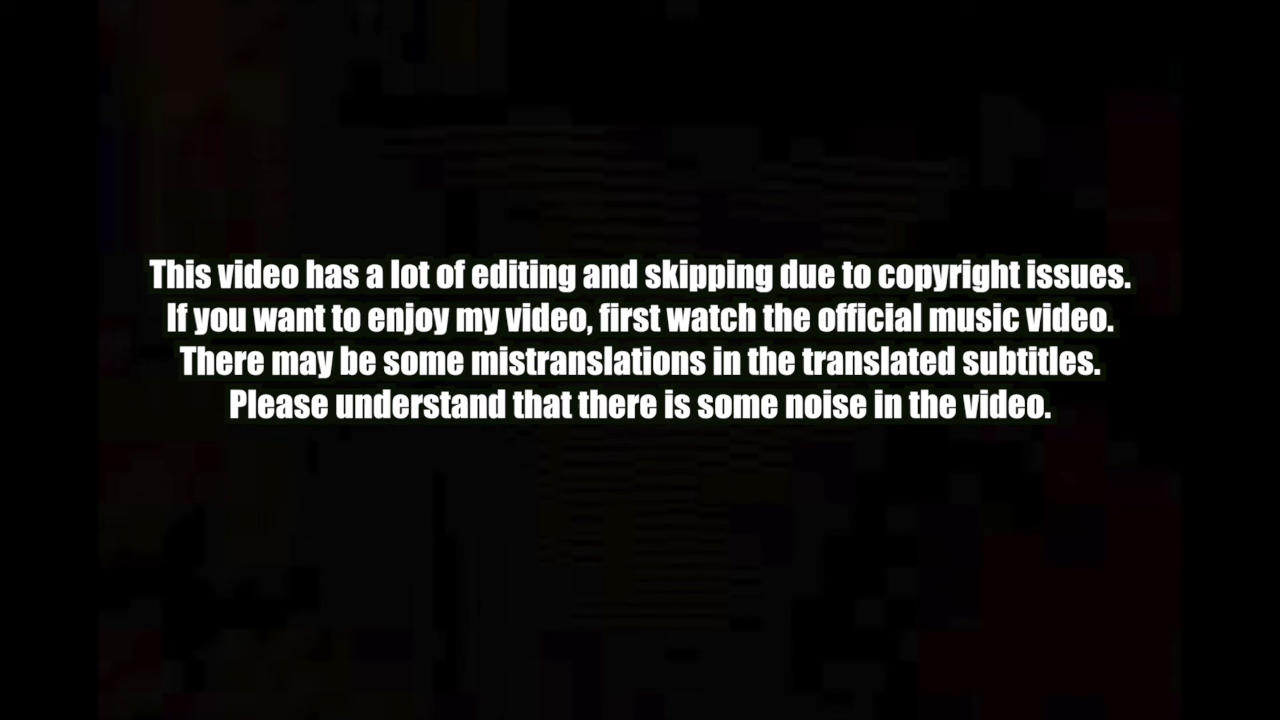 This video has a lot of editing and skipping due to copyright issues.
If you want to enjoy my video, first watch the official music video.
There may be some mistranslations in the translated subtitles.
Please understand that there is some noise in the video.